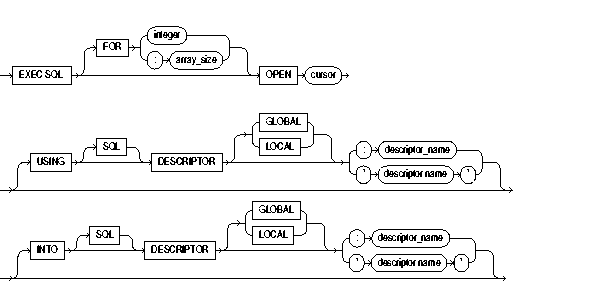 integer
FOR
: array_size
EXEC SQL OPEN cursor
GLOBAL
SQL LOCAL : descriptor_name
USING DESCRIPTOR ' descriptor name '
GLOBAL
SQL LOCAL : descriptor_name
INTO DESCRIPTOR ' descriptor name '